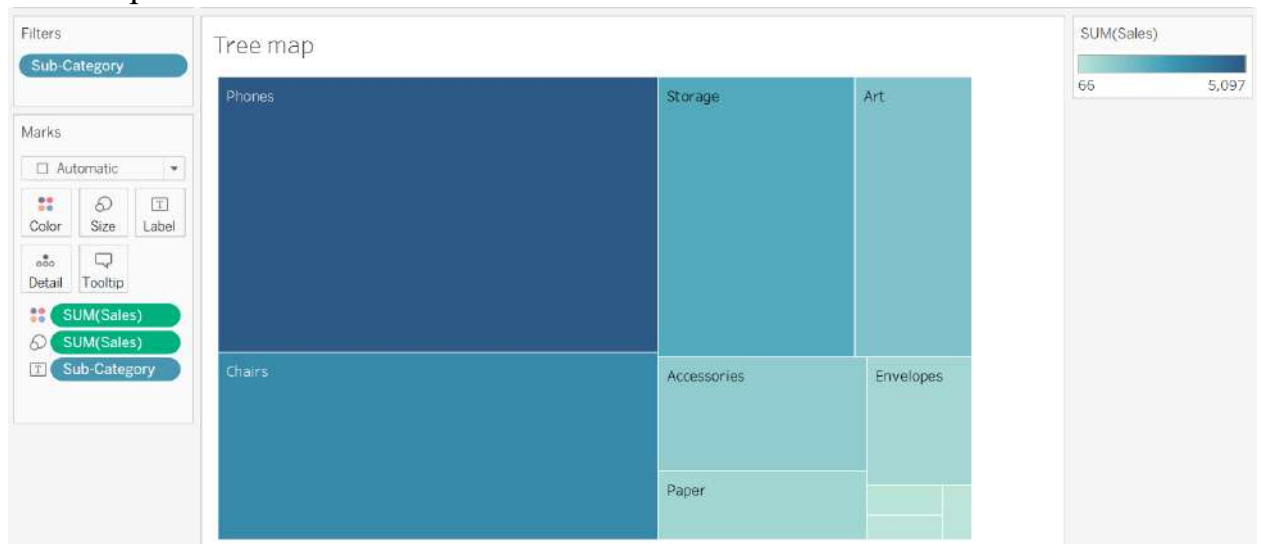 Filters
Sub-Category
Marks
Automatic
Color Size Label
Detail Tooltip
SUM(Sales)
SUM(Sales)
Sub-Category
Tree map
Phones
Storage
Art
Chairs
Accessories
Envelopes
Paper
SUM(Sales)
66 5,097